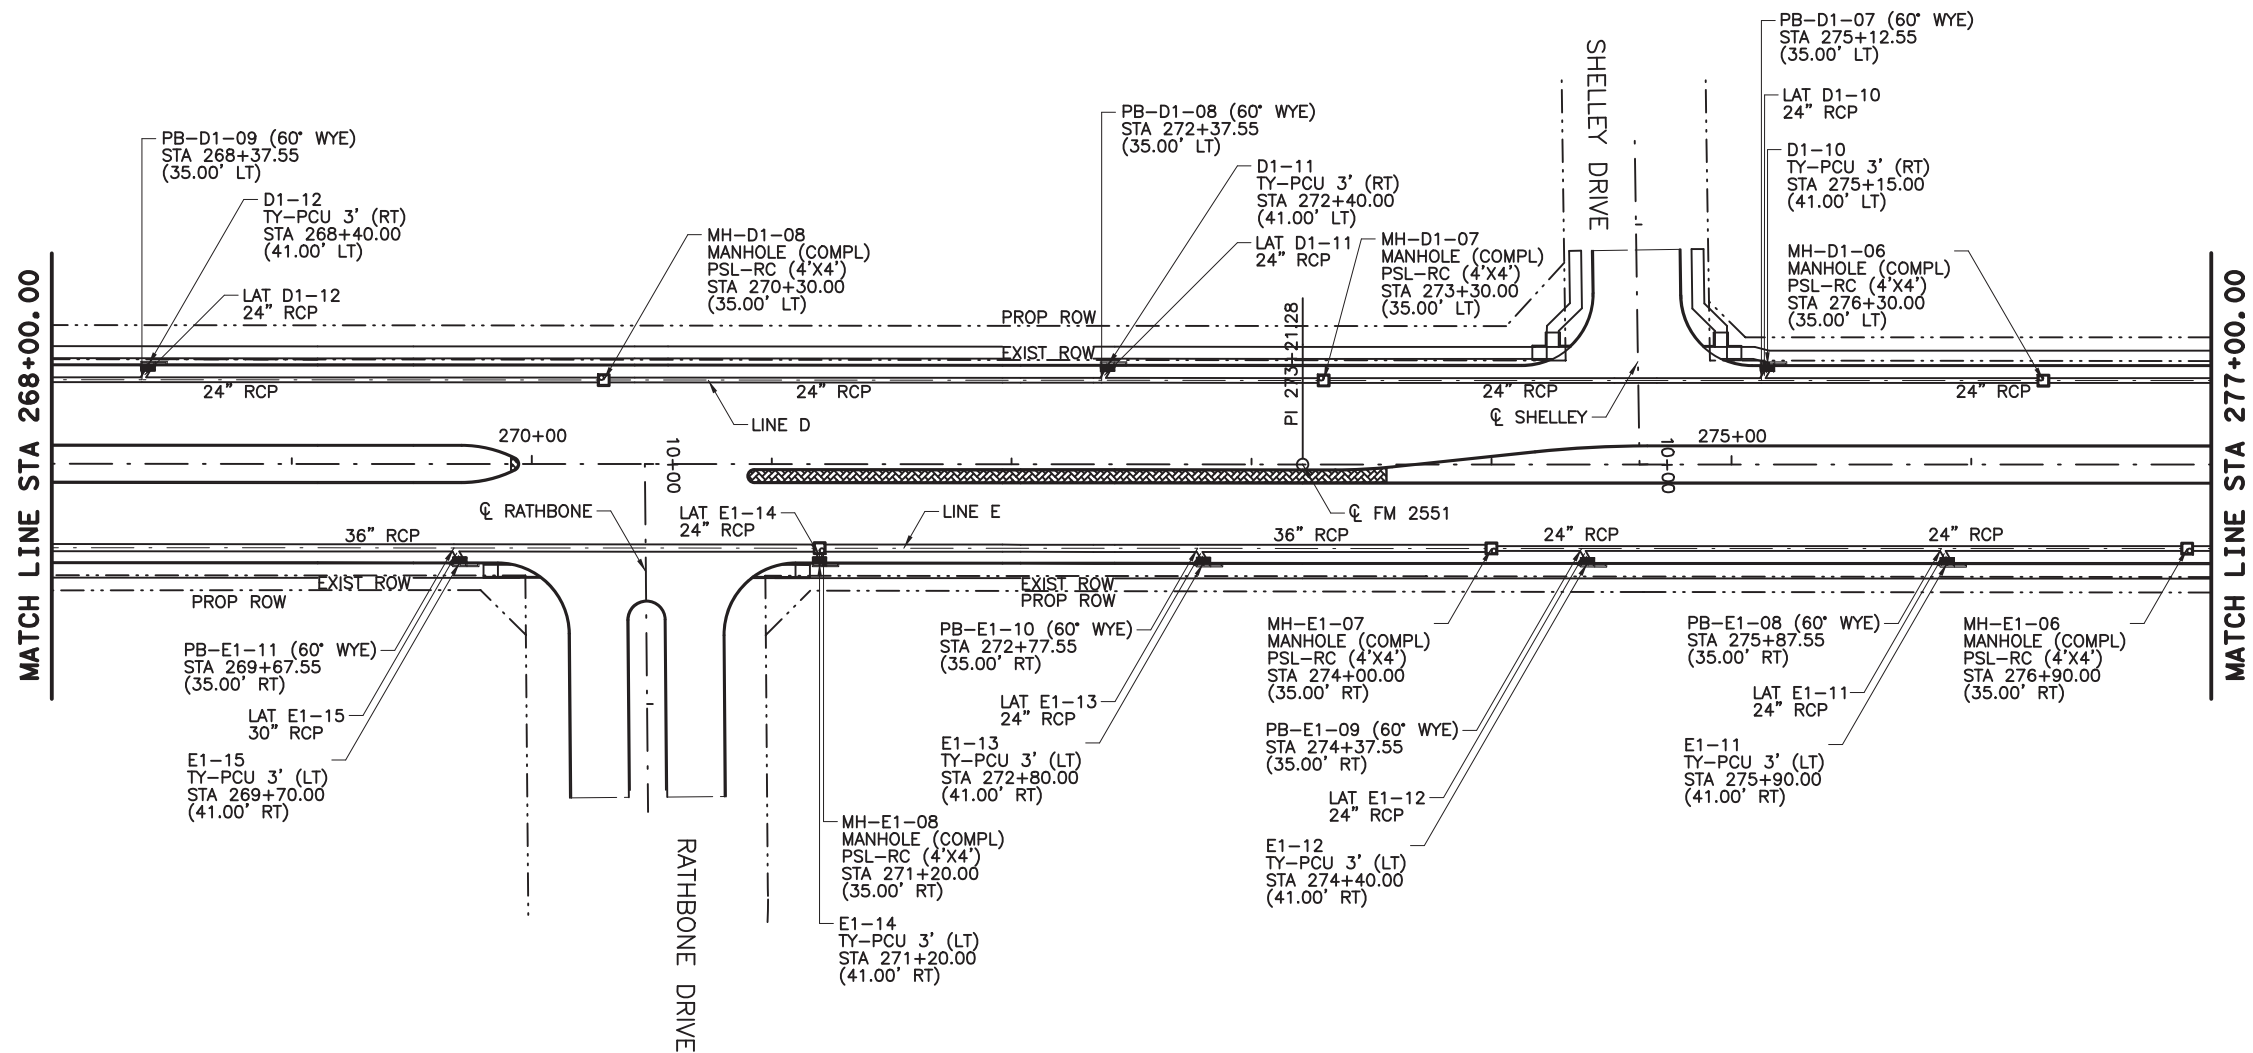 PB-D1-07 (60° WYE)
STA 275+12.55
(35.00' LT)
SHELLEY DRIVE
LAT D1-10
24" RCP
PB-D1-08 (60° WYE)
STA 272+37.55
(35.00' LT)
PB-D1-09 (60° WYE)
STA 268+37.55
(35.00' LT)
D1-10
TY-PCU 3' (RT)
STA 275+15.00
(41.00' LT)
D1-11
TY-PCU 3' (RT)
STA 272+40.00
(41.00' LT)
D1-12
TY-PCU 3' (RT)
STA 268+40.00
(41.00' LT)
MH-D1-08
MANHOLE (COMPL)
PSL-RC (4'X4')
STA 270+30.00
(35.00' LT)
LAT D1-11
24" RCP
MH-D1-07
MANHOLE (COMPL)
PSL-RC (4'X4')
STA 273+30.00
(35.00' LT)
MH-D1-06
MANHOLE (COMPL)
PSL-RC (4'X4')
STA 276+30.00
(35.00' LT)
LAT D1-12
24" RCP
MATCH LINE STA 268+00.00
MATCH LINE STA 277+00.00
PROP ROW
EXIST ROW
PI 273+21.28
24" RCP
24" RCP
24" RCP
24" RCP
LINE D
℄ SHELLEY
270+00
10+00
275+00
10+00
℄ RATHBONE
LAT E1-14
24" RCP
LINE E
℄ FM 2551
36" RCP
36" RCP
24" RCP
24" RCP
EXIST ROW
PROP ROW
EXIST ROW
PROP ROW
PB-E1-11 (60° WYE)
STA 269+67.55
(35.00' RT)
LAT E1-15
30" RCP
E1-15
TY-PCU 3' (LT)
STA 269+70.00
(41.00' RT)
PB-E1-10 (60° WYE)
STA 272+77.55
(35.00' RT)
LAT E1-13
24" RCP
E1-13
TY-PCU 3' (LT)
STA 272+80.00
(41.00' RT)
MH-E1-07
MANHOLE (COMPL)
PSL-RC (4'X4')
STA 274+00.00
(35.00' RT)
PB-E1-09 (60° WYE)
STA 274+37.55
(35.00' RT)
LAT E1-12
24" RCP
E1-12
TY-PCU 3' (LT)
STA 274+40.00
(41.00' RT)
PB-E1-08 (60° WYE)
STA 275+87.55
(35.00' RT)
LAT E1-11
24" RCP
E1-11
TY-PCU 3' (LT)
STA 275+90.00
(41.00' RT)
MH-E1-06
MANHOLE (COMPL)
PSL-RC (4'X4')
STA 276+90.00
(35.00' RT)
MH-E1-08
MANHOLE (COMPL)
PSL-RC (4'X4')
STA 271+20.00
(35.00' RT)
E1-14
TY-PCU 3' (LT)
STA 271+20.00
(41.00' RT)
RATHBONE DRIVE